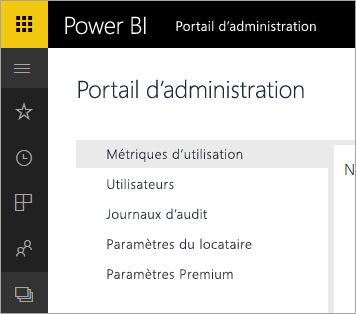 Power BI Portail d'administration
Portail d'administration
Métriques d'utilisation
Utilisateurs
Journaux d'audit
Paramètres du locataire
Paramètres Premium
N